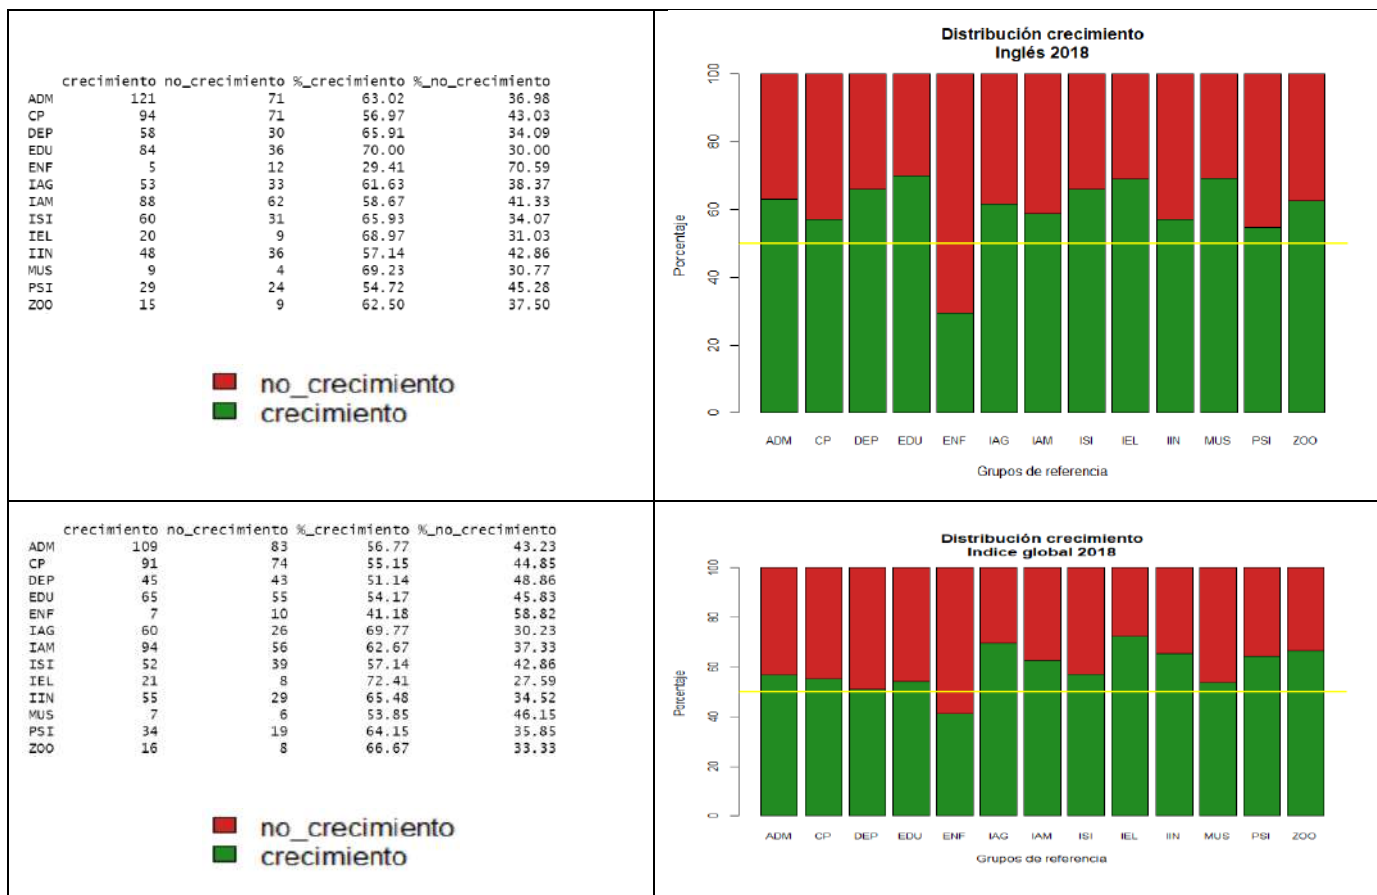 crecimiento no_crecimiento %_crecimiento %_no_crecimiento
ADM 121 71 63.02 36.98
CP 94 71 56.97 43.03
DEP 58 30 65.91 34.09
EDU 84 36 70.00 30.00
ENF 5 12 29.41 70.59
IAG 53 33 61.63 38.37
IAM 88 62 58.67 41.33
ISI 60 31 65.93 34.07
IEL 20 9 68.97 31.03
IIN 48 36 57.14 42.86
MUS 9 4 69.23 30.77
PSI 29 24 54.72 45.28
ZOO 15 9 62.50 37.50
no_crecimiento
crecimiento
Distribución crecimiento
Inglés 2018
Porcentaje
100
80
60
40
20
0
ADM CP DEP EDU ENF IAG IAM ISI IEL IIN MUS PSI ZOO
Grupos de referencia
crecimiento no_crecimiento %_crecimiento %_no_crecimiento
ADM 109 83 56.77 43.23
CP 91 74 55.15 44.85
DEP 45 43 51.14 48.86
EDU 65 55 54.17 45.83
ENF 7 10 41.18 58.82
IAG 60 26 69.77 30.23
IAM 94 56 62.67 37.33
ISI 52 39 57.14 42.86
IEL 21 8 72.41 27.59
IIN 55 29 65.48 34.52
MUS 7 6 53.85 46.15
PSI 34 19 64.15 35.85
ZOO 16 8 66.67 33.33
no_crecimiento
crecimiento
Distribución crecimiento
Indice global 2018
Porcentaje
100
80
60
40
20
0
ADM CP DEP EDU ENF IAG IAM ISI IEL IIN MUS PSI ZOO
Grupos de referencia